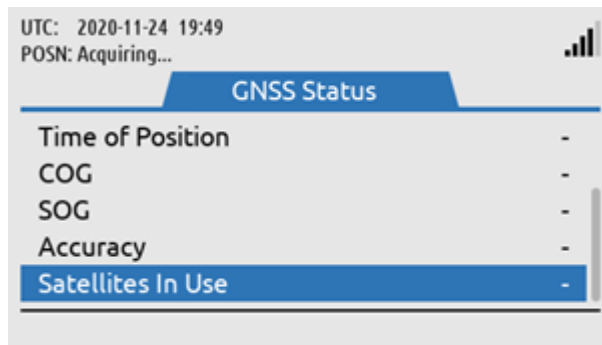 UTC: 2020-11-24 19:49
POSN: Acquiring...
GNSS Status
Time of Position -
COG -
SOG -
Accuracy -
Satellites In Use -